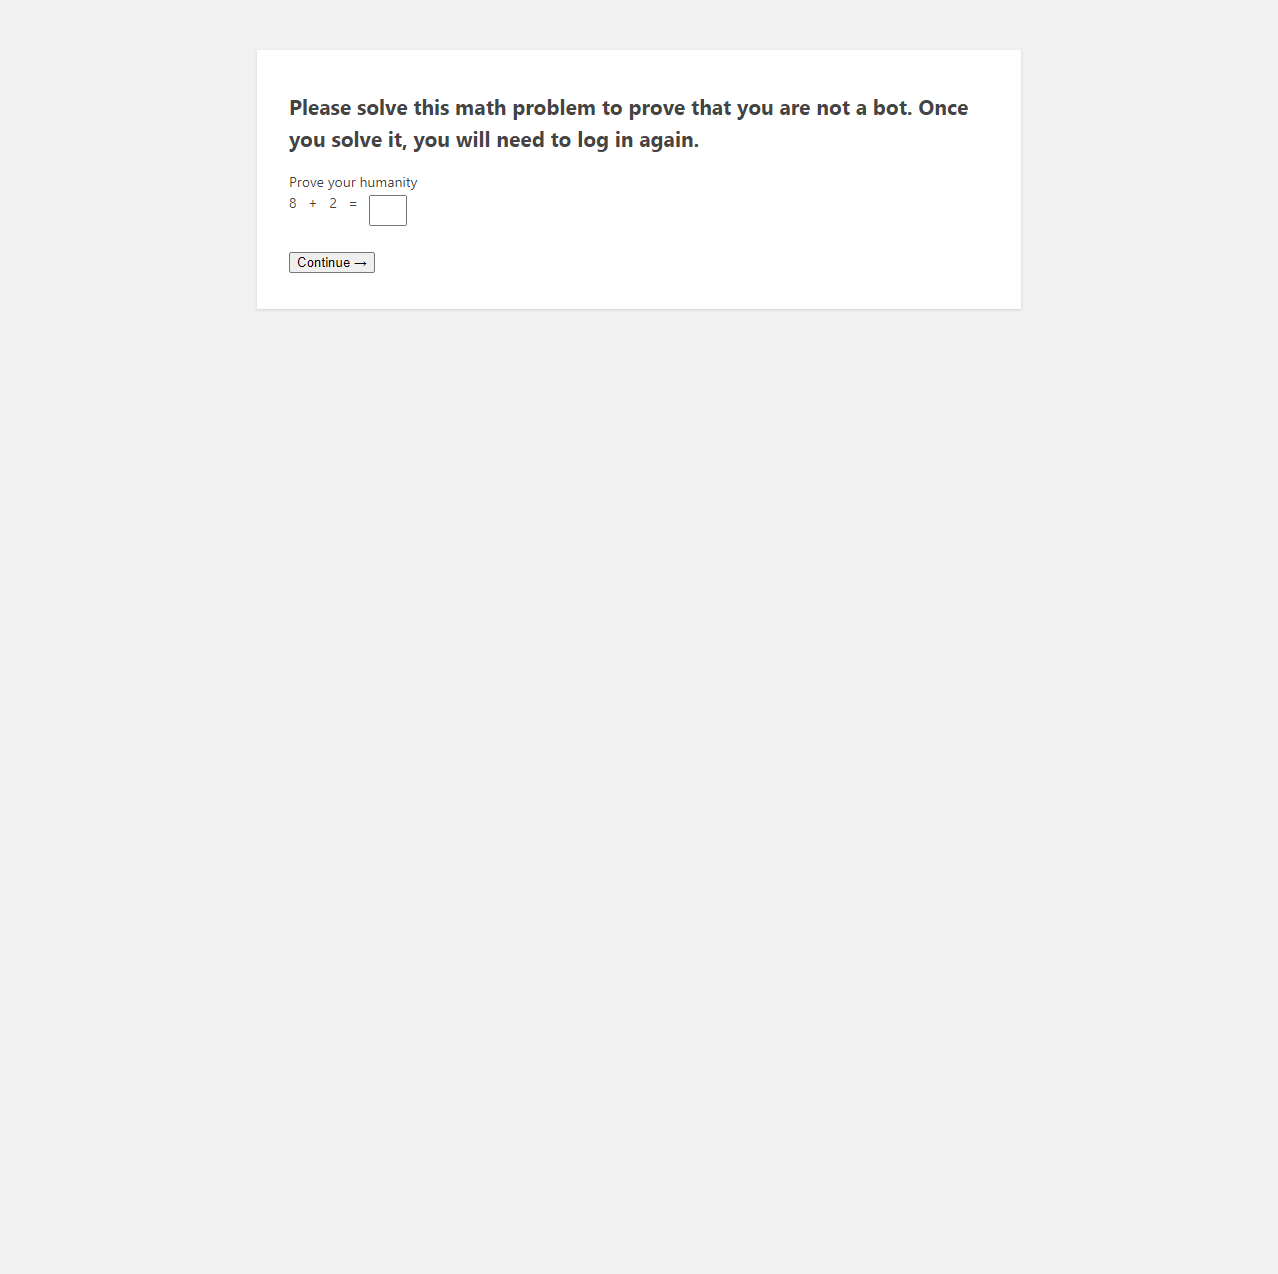 Please solve this math problem to prove that you are not a bot. Once
you solve it, you will need to log in again.
Prove your humanity
8 + 2 =
Continue →